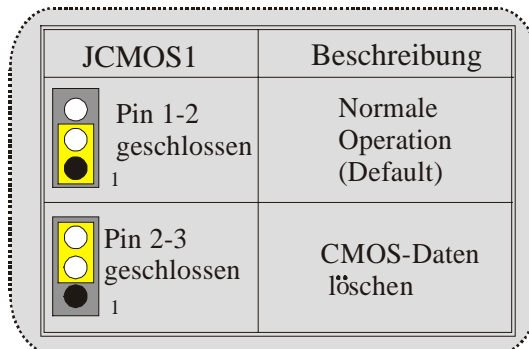 JCMOS1 Beschreibung
Pin 1-2
geschlossen
1
Normale
Operation
(Default)
Pin 2-3
geschlossen
1
CMOS-Daten
löschen